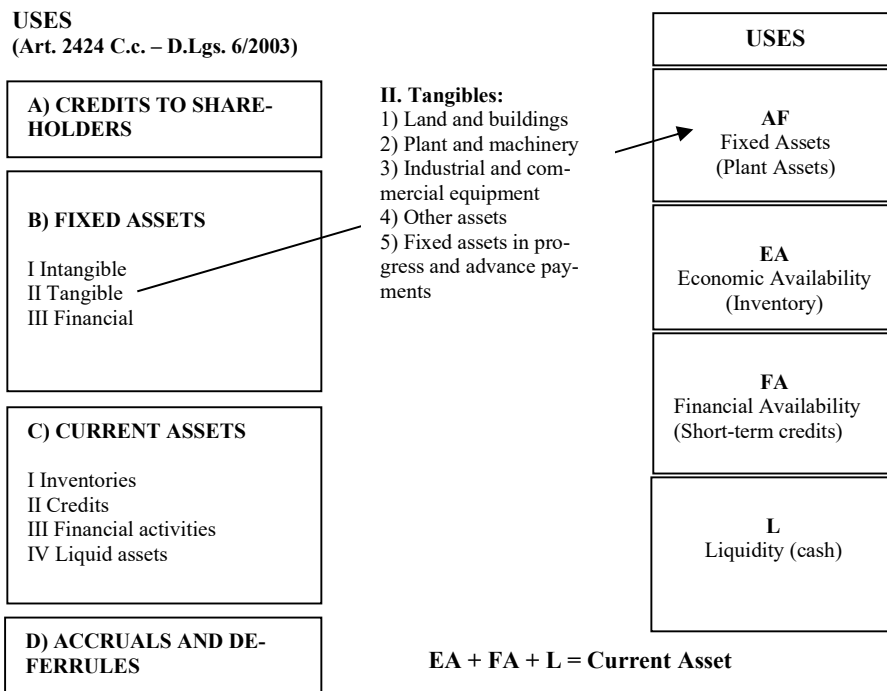 USES
(Art. 2424 C.c. – D.Lgs. 6/2003)
A) CREDITS TO SHARE-
HOLDERS
B) FIXED ASSETS
I Intangible
II Tangible
III Financial
C) CURRENT ASSETS
I Inventories
II Credits
III Financial activities
IV Liquid assets
D) ACCRUALS AND DE-
FERRULES
II. Tangibles:
1) Land and buildings
2) Plant and machinery
3) Industrial and com-
mercial equipment
4) Other assets
5) Fixed assets in pro-
gress and advance pay-
ments
USES
AF
Fixed Assets
(Plant Assets)
EA
Economic Availability
(Inventory)
FA
Financial Availability
(Short-term credits)
L
Liquidity (cash)
EA + FA + L = Current Asset